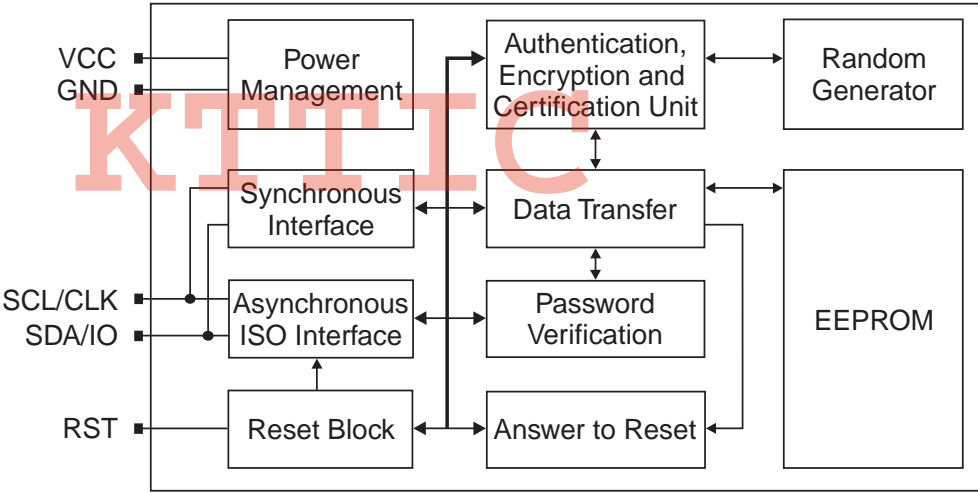 VCC
GND
SCL/CLK
SDA/IO
RST
Power
Management
Synchronous
Interface
Asynchronous
ISO Interface
Reset Block
Authentication,
Encryption and
Certification Unit
Data Transfer
Password
Verification
Answer to Reset
Random
Generator
EEPROM
KTTIC